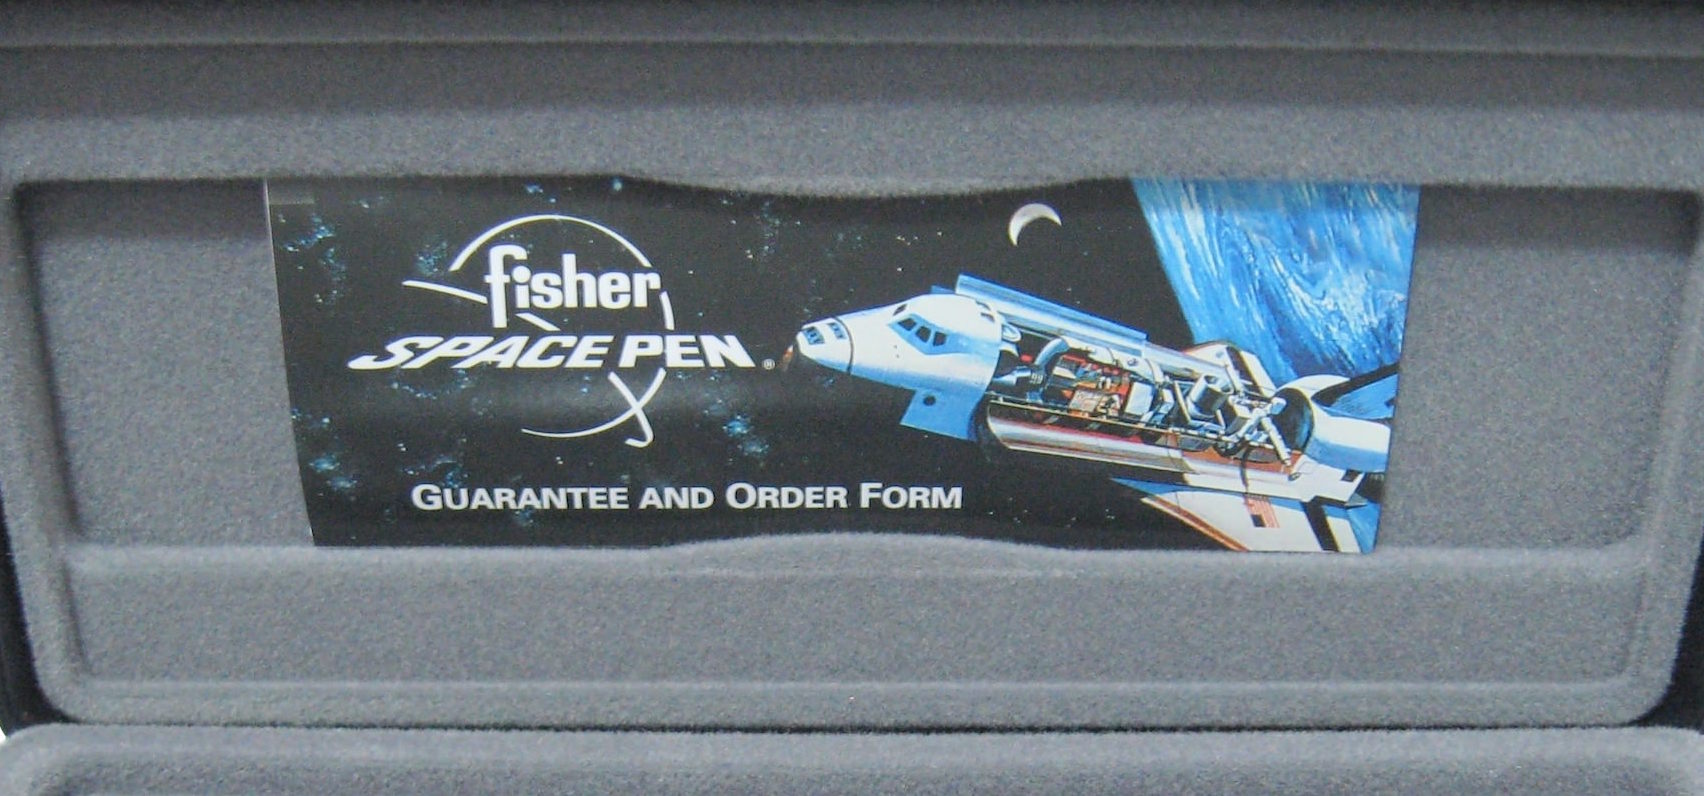 fisher
SPACE PEN®
GUARANTEE AND ORDER FORM